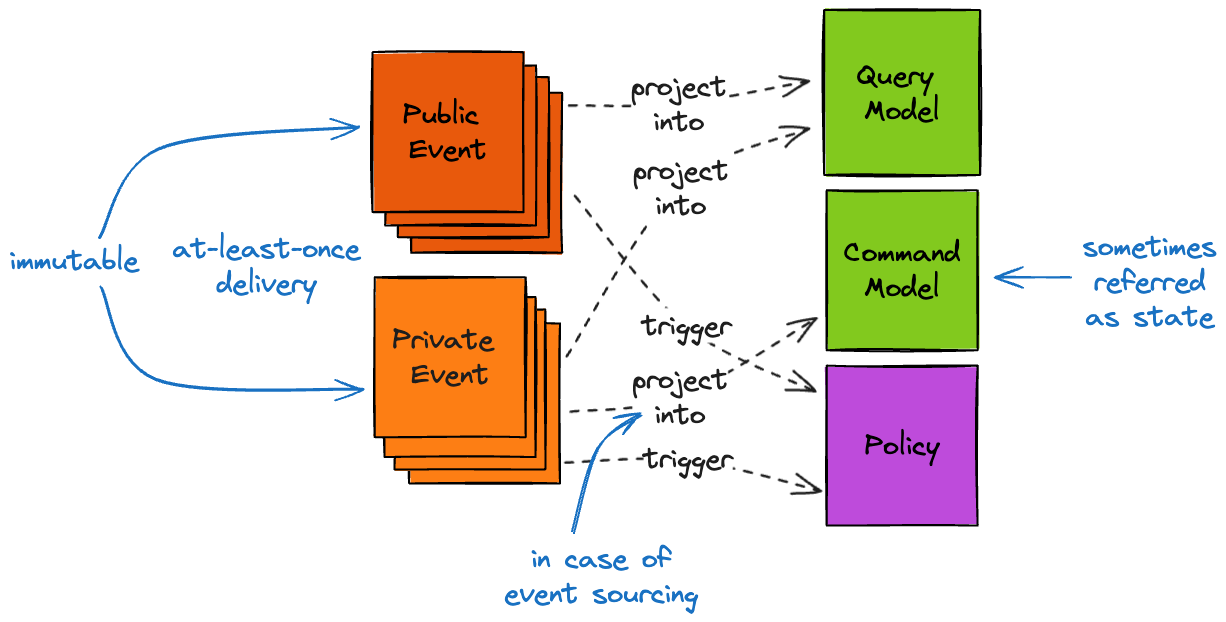 Public
Event
project
into
Query
Model
project
into
immutable
at-least-once
delivery
Command
Model
sometimes
referred
as state
Private
Event
trigger
project
into
trigger
Policy
in case of
event sourcing